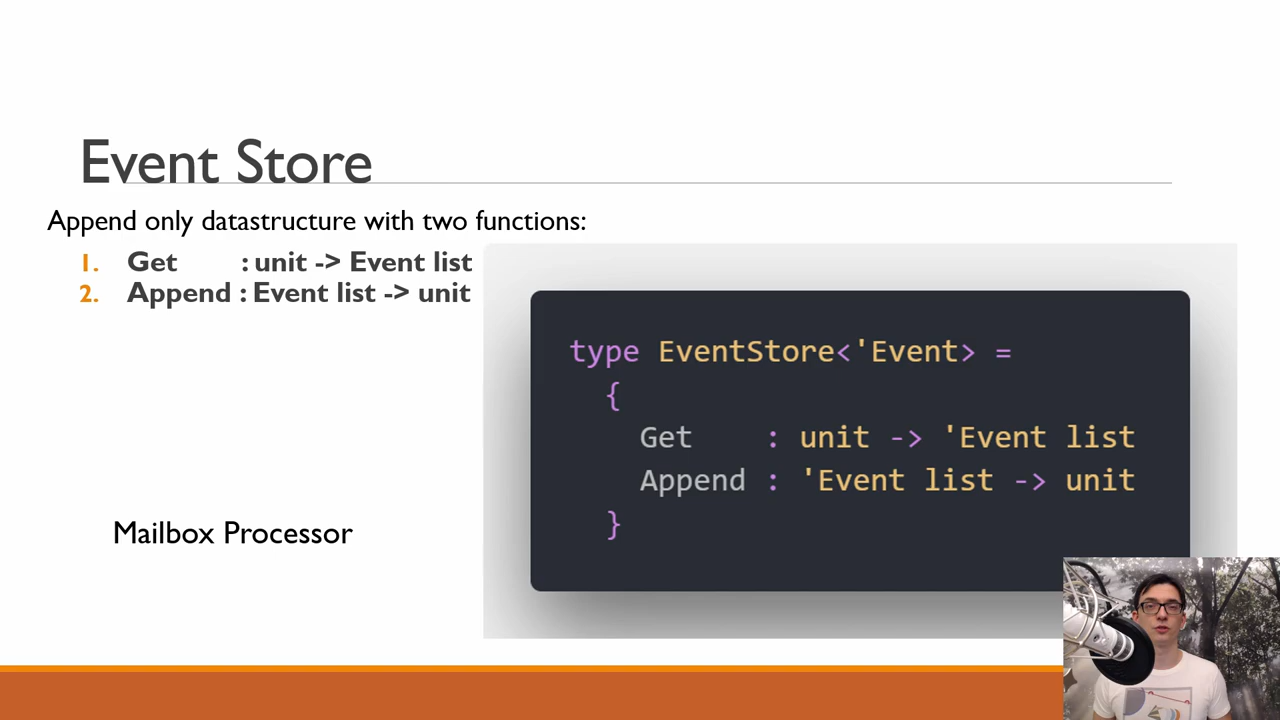 Event Store
Append only datastructure with two functions:
1. Get : unit -> Event list
2. Append : Event list -> unit
type EventStore<'Event> =
{
Get : unit -> 'Event list
Append : 'Event list -> unit
}
Mailbox Processor